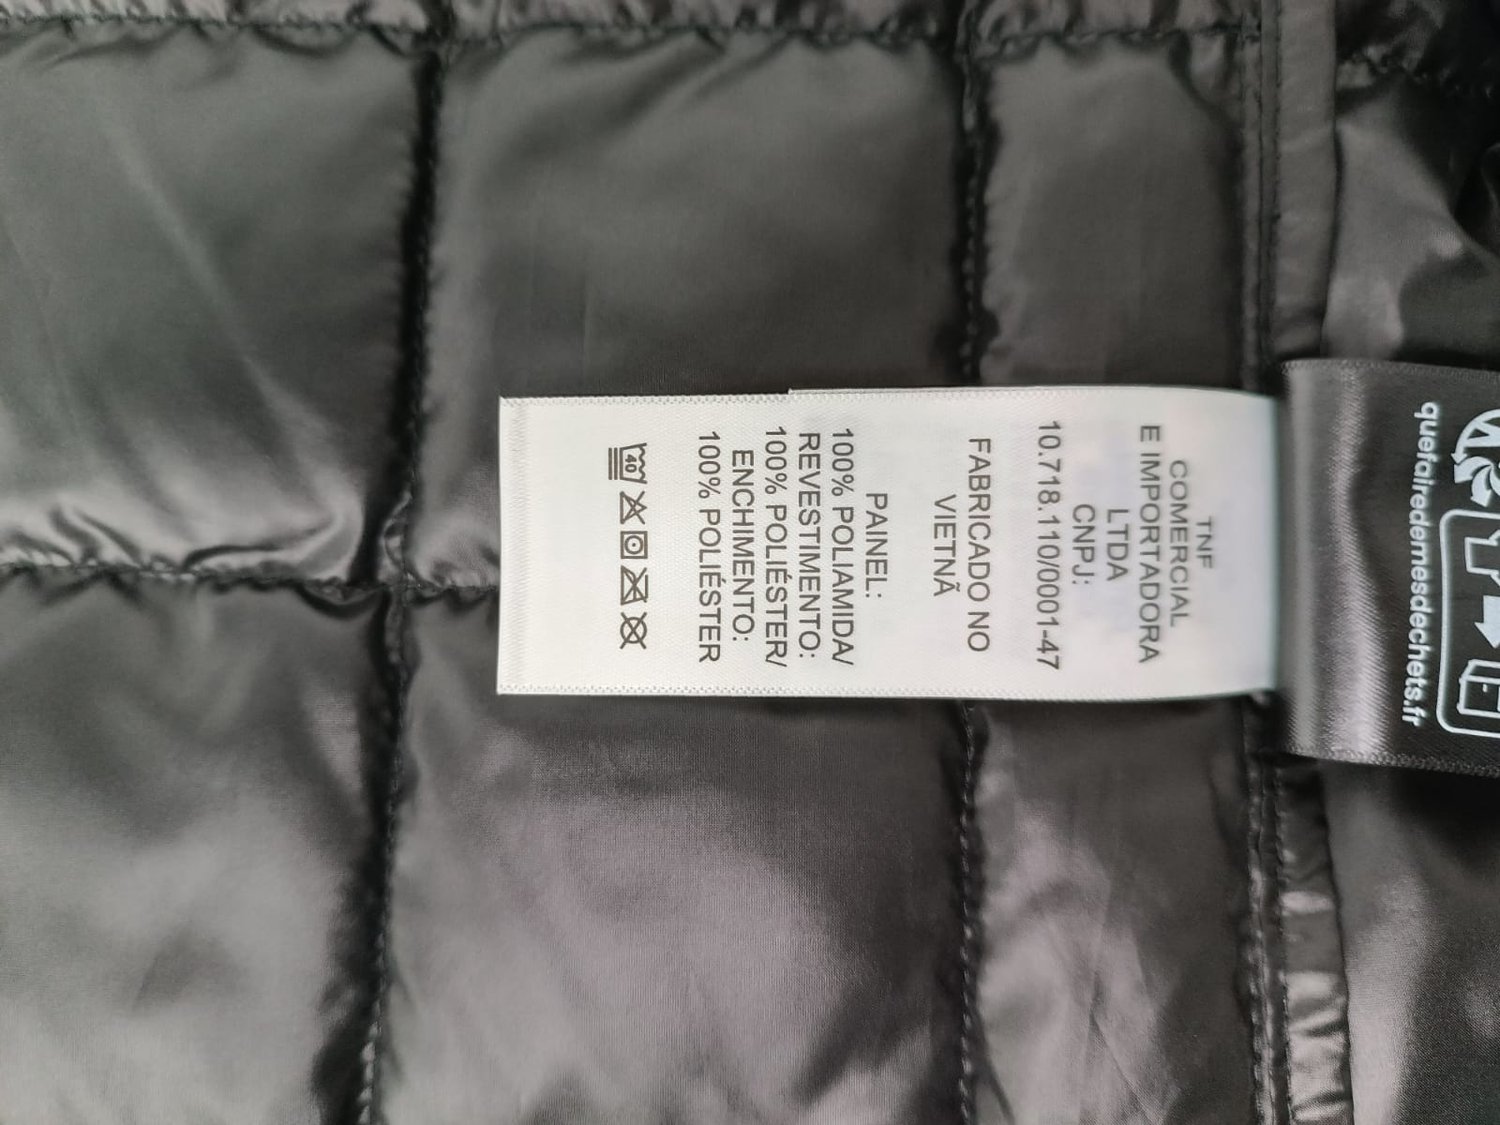 TNF
COMERCIAL
E IMPORTADORA
LTDA
CNPJ:
10.718.110/0001-47
FABRICADO NO
VIETNÃ
PAINEL:
100% POLIAMIDA/
REVESTIMENTO:
100% POLIÉSTER/
ENCHIMENTO:
100% POLIÉSTER
40
quefairedemesdechets.fr